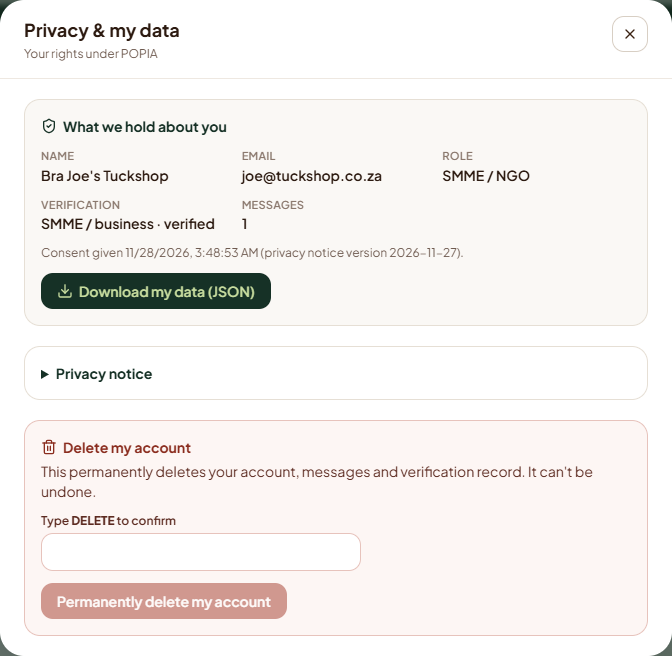 Privacy & my data
Your rights under POPIA
What we hold about you
NAME
Bra Joe's Tuckshop
EMAIL
joe@tuckshop.co.za
ROLE
SMME / NGO
VERIFICATION
SMME / business · verified
MESSAGES
1
Consent given 11/28/2026, 3:48:53 AM (privacy notice version 2026-11-27).
Download my data (JSON)
Privacy notice
Delete my account
This permanently deletes your account, messages and verification record. It can't be
undone.
Type DELETE to confirm
Permanently delete my account